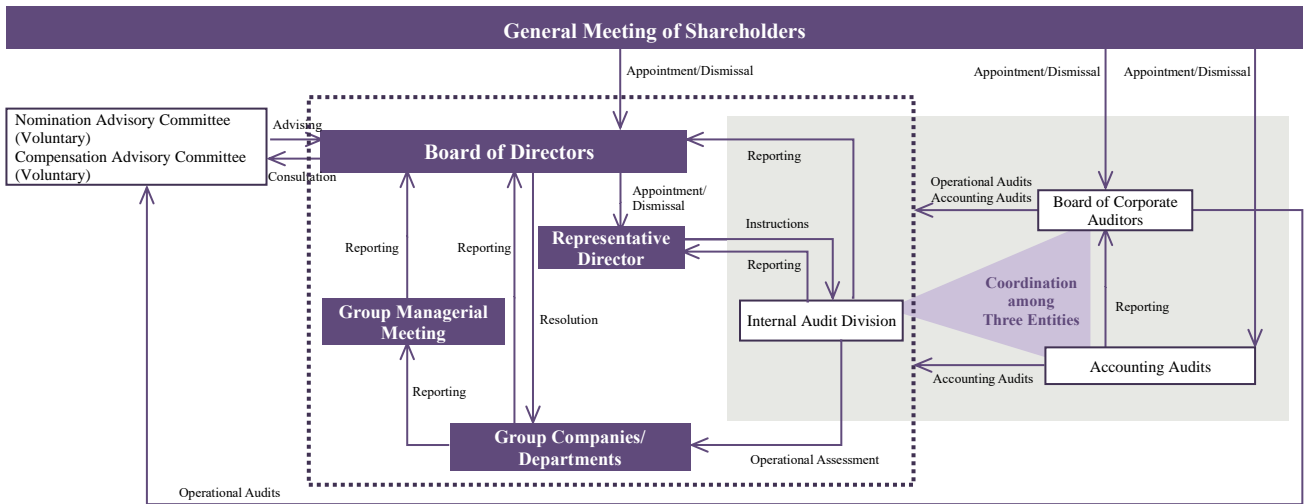 General Meeting of Shareholders
Appointment/Dismissal
Appointment/Dismissal
Appointment/Dismissal
Nomination Advisory Committee
(Voluntary)
Compensation Advisory Committee
(Voluntary)
Advising
Consultation
Board of Directors
Reporting
Appointment/
Dismissal
Operational Audits
Accounting Audits
Board of Corporate
Auditors
Reporting
Reporting
Representative
Director
Instructions
Reporting
Group Managerial
Meeting
Resolution
Internal Audit Division
Coordination
among
Three Entities
Reporting
Accounting Audits
Accounting Audits
Reporting
Group Companies/
Departments
Operational Assessment
Operational Audits